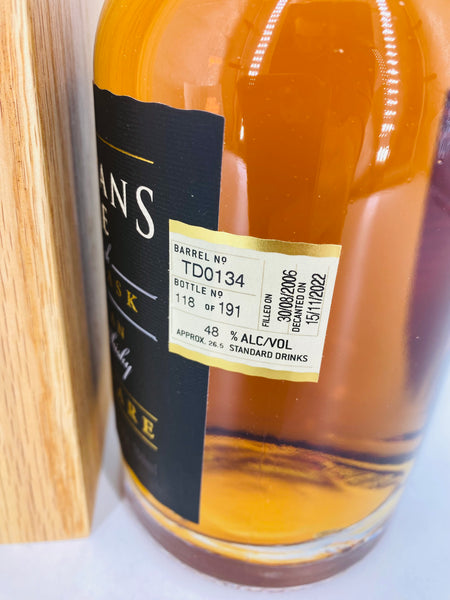 ANS
E
SK
N
isky
ARE
BARREL Nº
TD0134
BOTTLE Nº
118 OF 191
FILLED ON
30/08/2006
DECANTED ON
15/11/2022
48 % ALC/VOL
APPROX. 26.5 STANDARD DRINKS